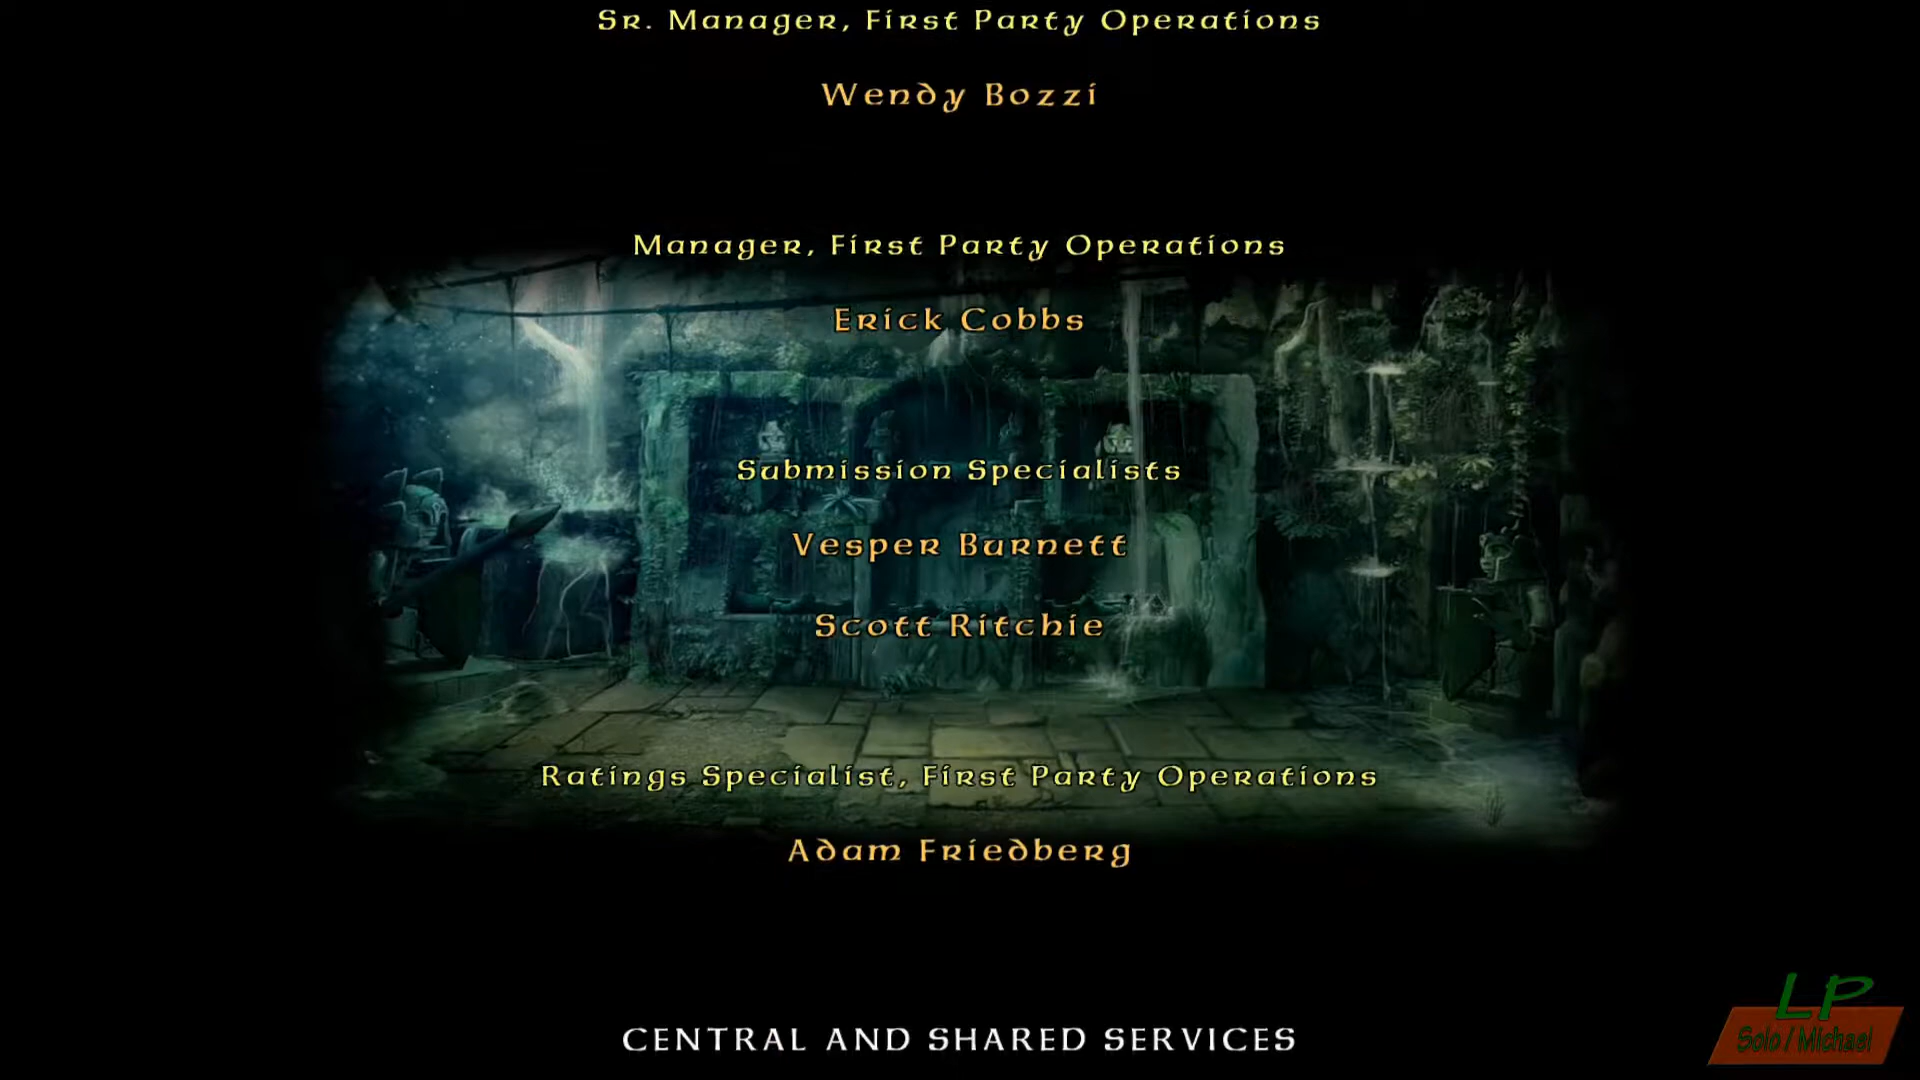 Sr. Manager, First Party Operations
Wendy Bozzi
Manager, First Party Operations
Erick Cobbs
Submission Specialists
Vesper Burnett
Scott Ritchie
Ratings Specialist, First Party Operations
Adam Friedberg
CENTRAL AND SHARED SERVICES
LP
Solo / Michael